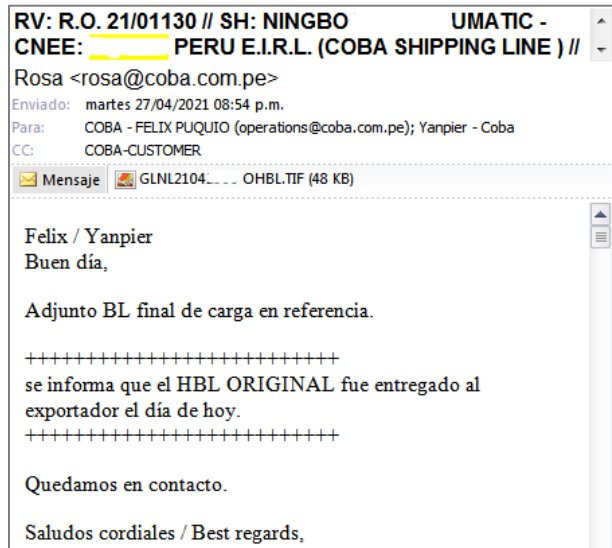 RV: R.O. 21/01130 // SH: NINGBO UMATIC -
CNEE: PERU E.I.R.L. (COBA SHIPPING LINE ) //
Rosa <rosa@coba.com.pe>
Enviado: martes 27/04/2021 08:54 p.m.
Para: COBA - FELIX PUQUIO (operations@coba.com.pe); Yanpier - Coba
CC: COBA-CUSTOMER
Mensaje GLNL2104 OHBL.TIF (48 KB)
Felix / Yanpier
Buen día,
Adjunto BL final de carga en referencia.
++++++++++++++++++++++++++
se informa que el HBL ORIGINAL fue entregado al
exportador el día de hoy.
++++++++++++++++++++++++++
Quedamos en contacto.
Saludos cordiales / Best regards,